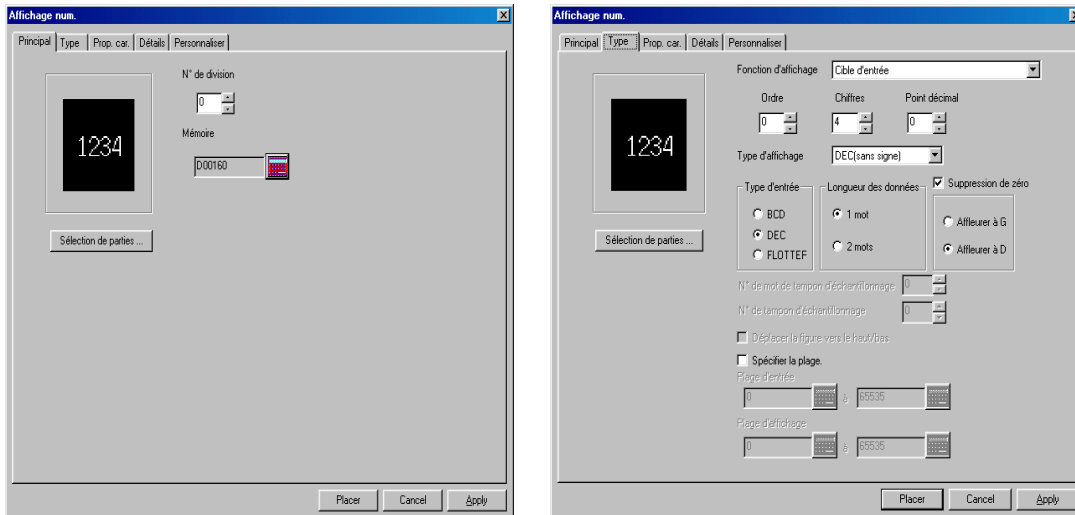 Affichage num.
Principal Type Prop. car. Détails Personnaliser
N° de division
0
1234
Mémoire
D00160
Sélection de parties ...
Placer Cancel Apply
Affichage num.
Principal Type Prop. car. Détails Personnaliser
Fonction d'affichage Cible d'entrée
Ordre Chiffres Point décimal
0 4 0
1234
Type d'affichage DEC(sans signe)
Type d'entrée Longueur des données Suppression de zéro
BCD 1 mot Affleurer à G
DEC
Sélection de parties ... 2 mots Affleurer à D
FLOTTEF
N° de mot de tampon d'échantillonnage 0
N° de tampon d'échantillonnage 0
Déplacer la figure vers le haut/bas
Spécifier la plage.
Plage d'entrée
0 à 65535
Plage d'affichage
0 à 65535
Placer Cancel Apply